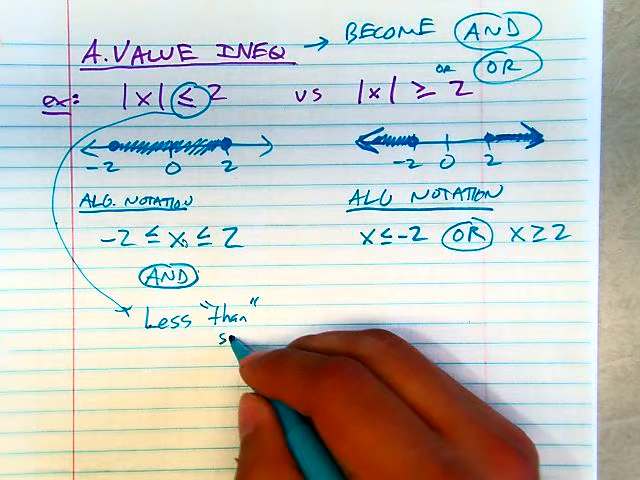 A. VALUE INEQ → BECOME AND
OR OR
ex: |x| ≤ 2 vs |x| ≥ 2
-2 0 2 -2 0 2
ALG. NOTATION ALG NOTATION
-2 ≤ x ≤ 2 x ≤ -2 OR x ≥ 2
AND
Less "than"
s